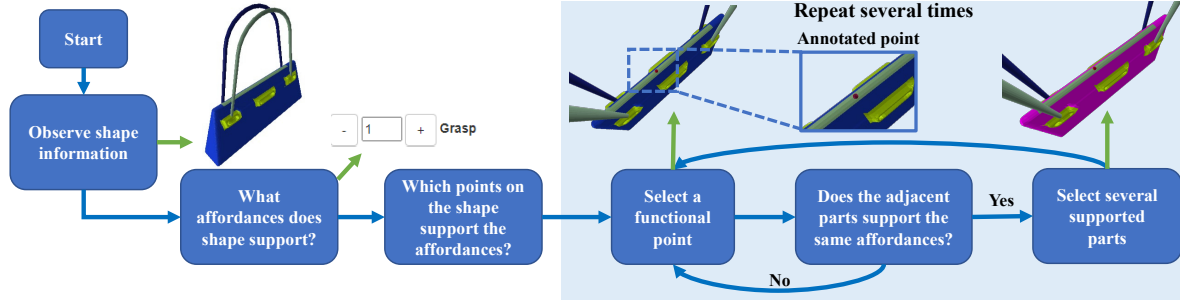 Start
Observe shape
information
-
1
+
Grasp
What
affordances does
shape support?
Which points on
the shape
support the
affordances?
Repeat several times
Annotated point
Select a
functional
point
Does the adjacent
parts support the
same affordances?
Yes
No
Select several
supported
parts